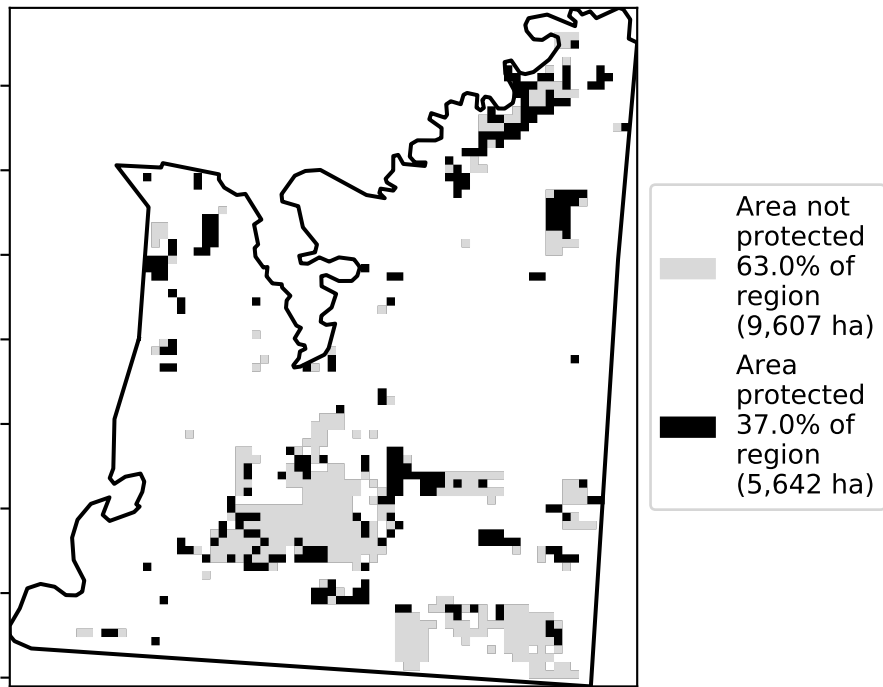 Area not
protected
63.0% of
region
(9,607 ha)
Area
protected
37.0% of
region
(5,642 ha)